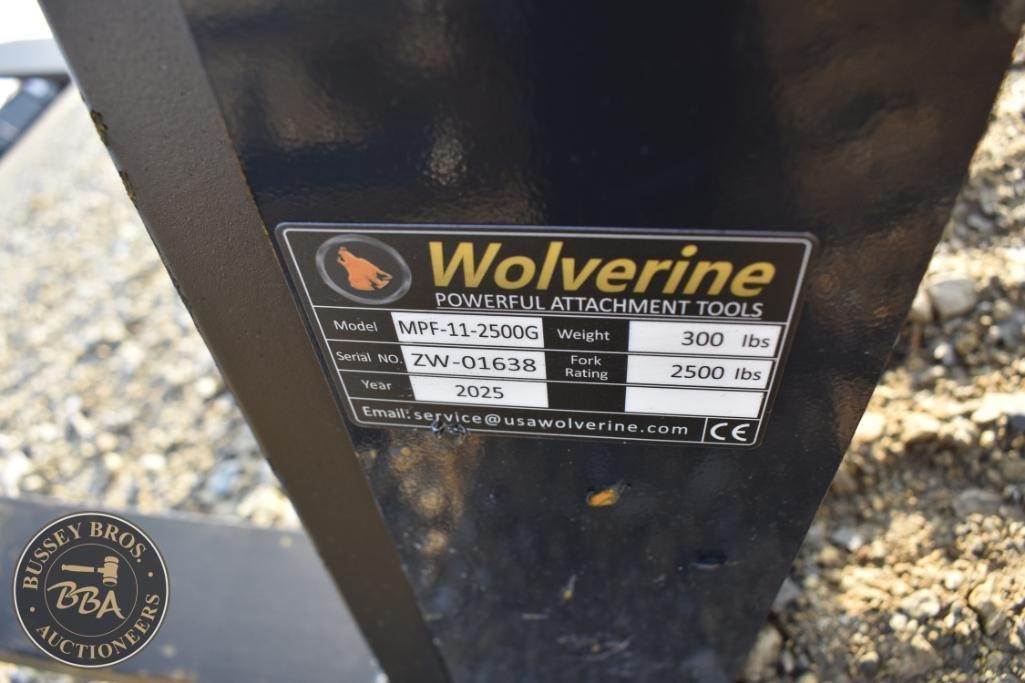 Wolverine
POWERFUL ATTACHMENT TOOLS
Model MPF-11-2500G Weight 300 lbs
Serial NO. ZW-01638 Fork Rating 2500 lbs
Year 2025
Email: service@usawolverine.com CE
BUSSEY BROS.
BBA
AUCTIONEERS